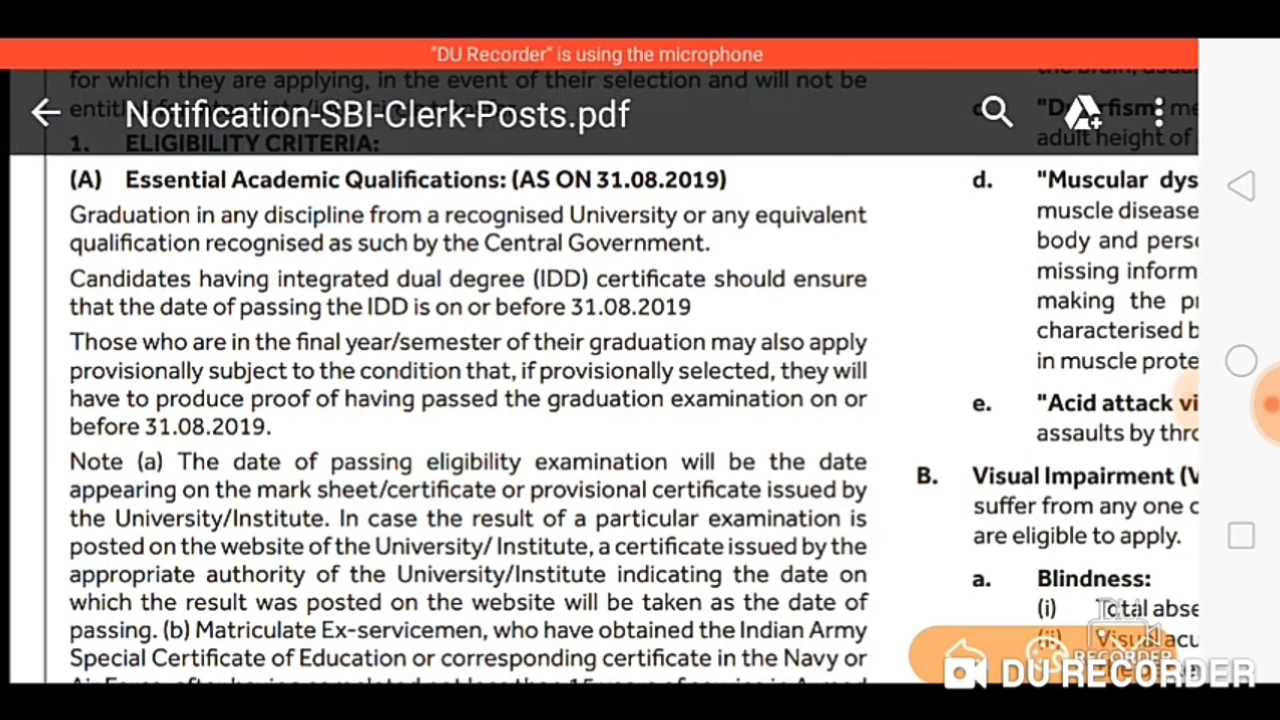 "DU Recorder" is using the microphone
for which they are applying, in the event of their selection and will not be
Notification-SBI-Clerk-Posts.pdf
1. ELIGIBILITY CRITERIA:
(A) Essential Academic Qualifications: (AS ON 31.08.2019)
Graduation in any discipline from a recognised University or any equivalent
qualification recognised as such by the Central Government.
Candidates having integrated dual degree (IDD) certificate should ensure
that the date of passing the IDD is on or before 31.08.2019
Those who are in the final year/semester of their graduation may also apply
provisionally subject to the condition that, if provisionally selected, they will
have to produce proof of having passed the graduation examination on or
before 31.08.2019.
Note (a) The date of passing eligibility examination will be the date
appearing on the mark sheet/certificate or provisional certificate issued by
the University/Institute. In case the result of a particular examination is
posted on the website of the University/ Institute, a certificate issued by the
appropriate authority of the University/Institute indicating the date on
which the result was posted on the website will be taken as the date of
passing. (b) Matriculate Ex-servicemen, who have obtained the Indian Army
Special Certificate of Education or corresponding certificate in the Navy or
adult height of
d. "Muscular dys
muscle disease
body and pers
missing inform
making the
characterised b
in muscle prote
e. "Acid attack vi
assaults by thr
B. Visual Impairment (V
suffer from any one
are eligible to apply.
a. Blindness:
(i) Total abse
(ii) Visual acu
RECORDER
DU RECORDER